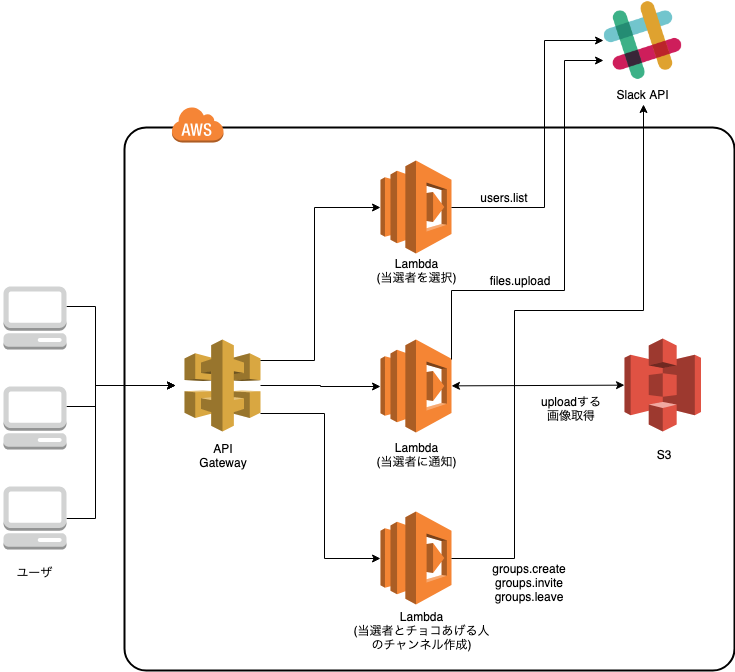 Slack API
AWS
users.list
Lambda
(当選者を選択)
files.upload
API
Gateway
Lambda
(当選者に通知)
uploadする
画像取得
S3
ユーザ
groups.create
groups.invite
groups.leave
Lambda
(当選者とチョコあげる人
のチャンネル作成)